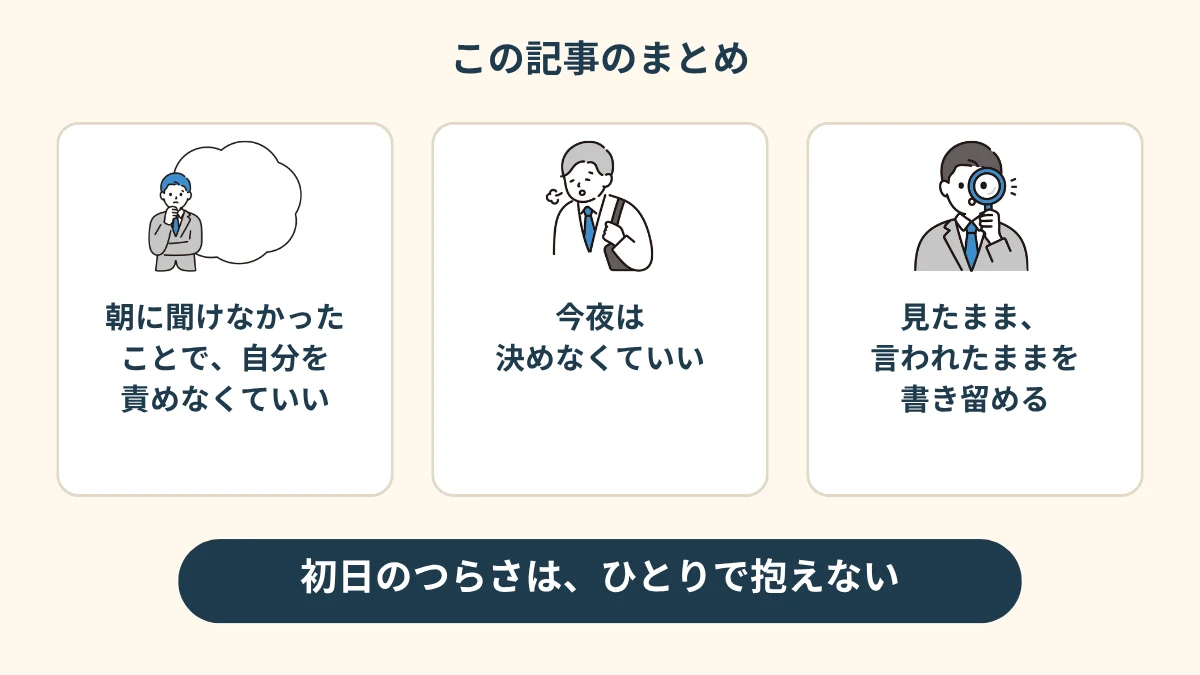 この記事のまとめ
朝に聞けなかった
ことで、自分を
責めなくていい
今夜は
決めなくていい
見たまま、
言われたままを
書き留める
初日のつらさは、ひとりで抱えない